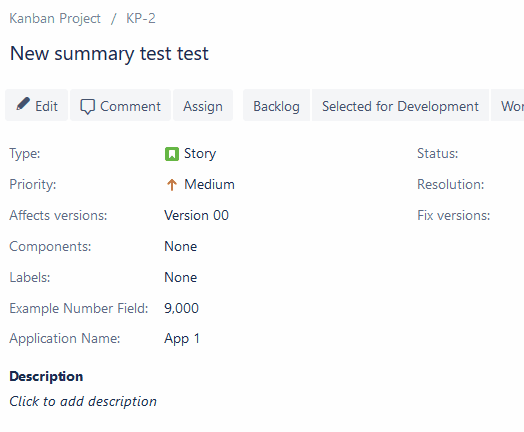 Kanban Project / KP-2
New summary test test
Edit Comment Assign Backlog Selected for Development
Type: Story Status:
Priority: Medium Resolution:
Affects versions: Version 00 Fix versions:
Components: None
Labels: None
Example Number Field: 9,000
Application Name: App 1
Description
Click to add description